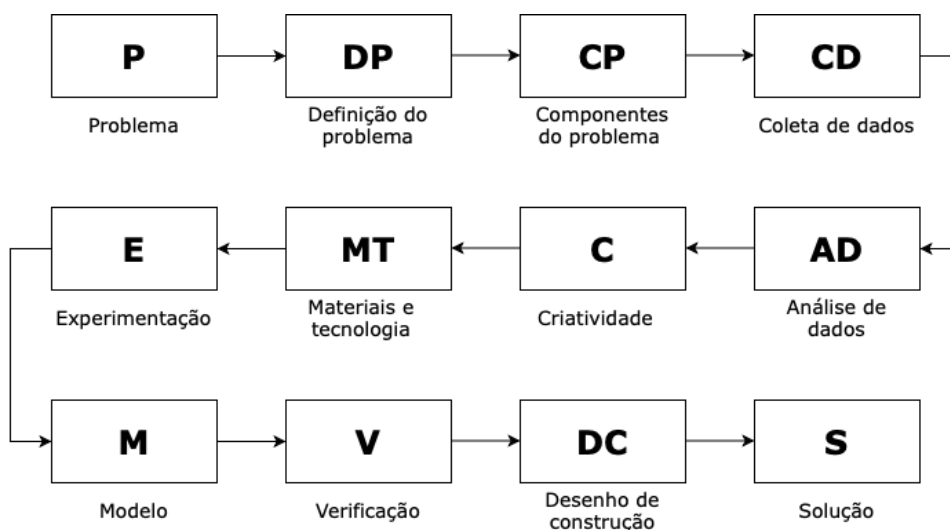 P
DP
CP
CD
Problema
Definição do
problema
Componentes
do problema
Coleta de dados
E
MT
C
AD
Experimentação
Materiais e
tecnologia
Criatividade
Análise de
dados
M
V
DC
S
Modelo
Verificação
Desenho de
construção
Solução